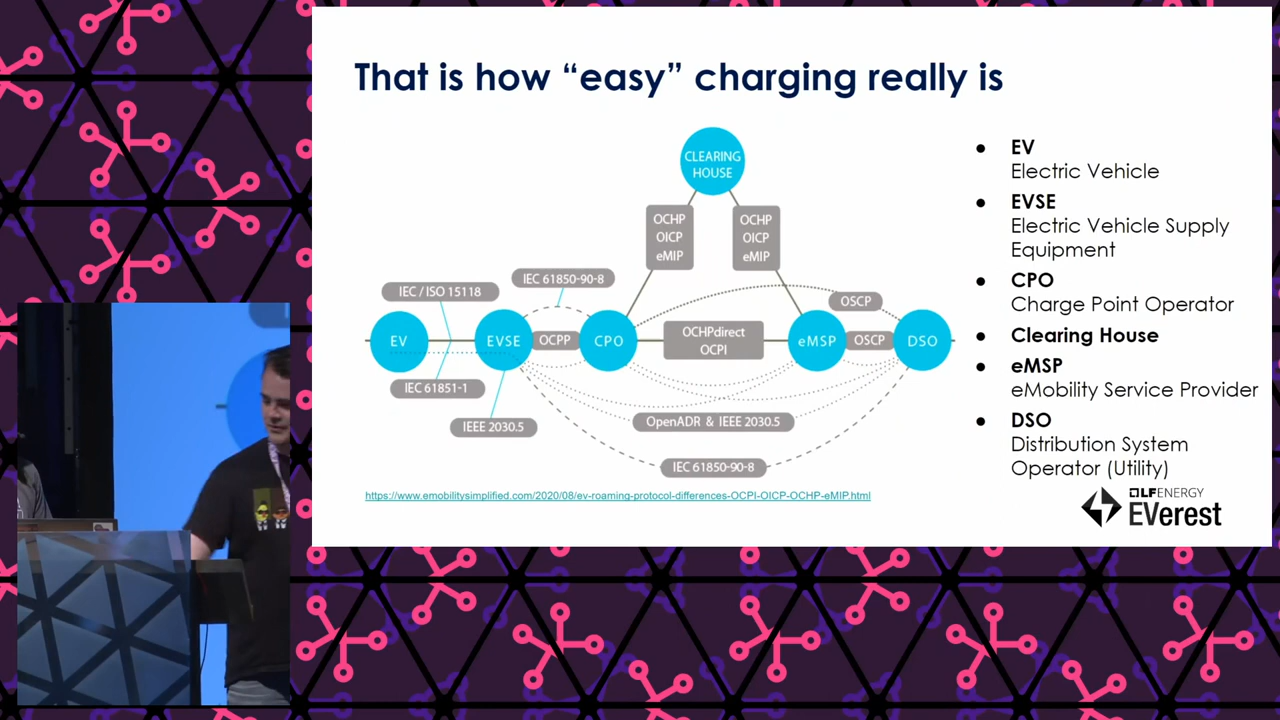 That is how “easy” charging really is
CLEARING
HOUSE
OCHP
OICP
eMIP
OCHP
OICP
eMIP
IEC 61850-90-8
IEC / ISO 15118
OSCP
EV
EVSE
OCPP
CPO
OCHPdirect
OCPI
eMSP
OSCP
DSO
IEC 61851-1
IEEE 2030.5
OpenADR & IEEE 2030.5
IEC 61850-90-8
https://www.emobilitysimplified.com/2020/08/ev-roaming-protocol-differences-OCPI-OICP-OCHP-eMIP.html
● EV
Electric Vehicle
● EVSE
Electric Vehicle Supply
Equipment
● CPO
Charge Point Operator
● Clearing House
● eMSP
eMobility Service Provider
● DSO
Distribution System
Operator (Utility)
LFENERGY
EVerest